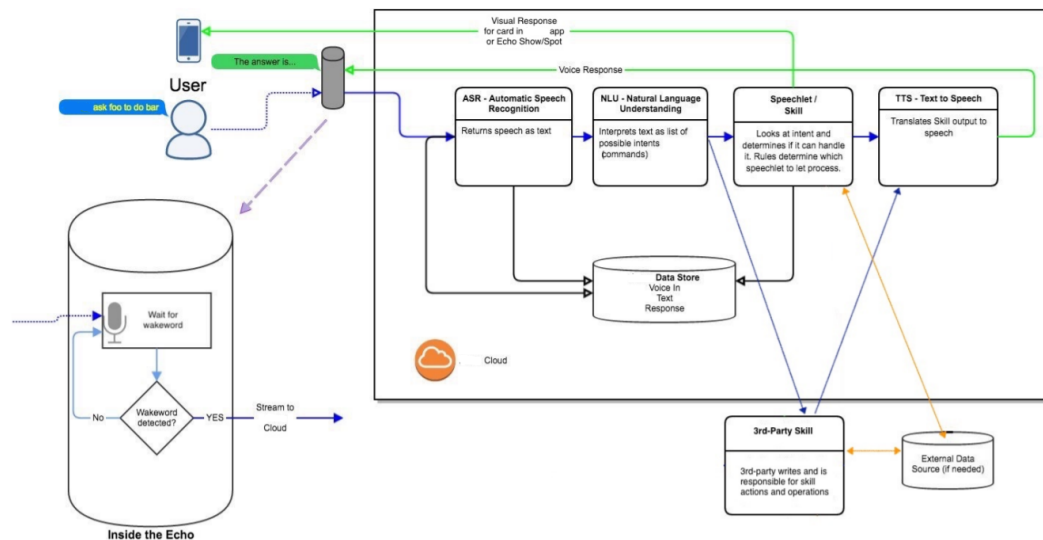 Visual Response
for card in app
or Echo Show/Spot
The answer is...
Voice Response
User
ask foo to do bar
ASR - Automatic Speech
Recognition
Returns speech as text
NLU - Natural Language
Understanding
Interprets text as list of
possible intents
(commands)
Speechlet /
Skill
Looks at intent and
determines if it can handle
it. Rules determine which
speechlet to let process.
TTS - Text to Speech
Translates Skill output to
speech
Data Store
Voice In
Text
Response
Cloud
Wait for
wakeword
Wakeword
detected?
No
YES
Stream to
Cloud
Inside the Echo
3rd-Party Skill
3rd-party writes and is
responsible for skill
actions and operations
External Data
Source (if needed)